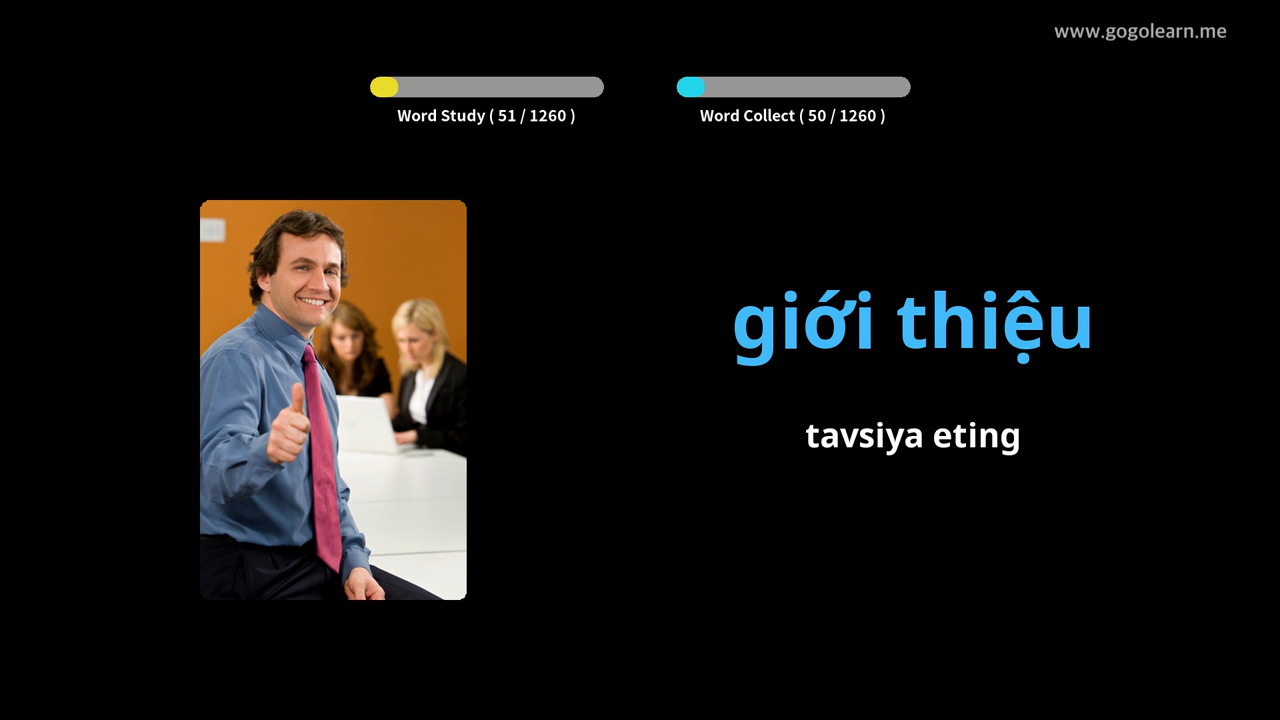 www.gogolearn.me
Word Study ( 51 / 1260 )
Word Collect ( 50 / 1260 )
giới thiệu
tavsiya eting